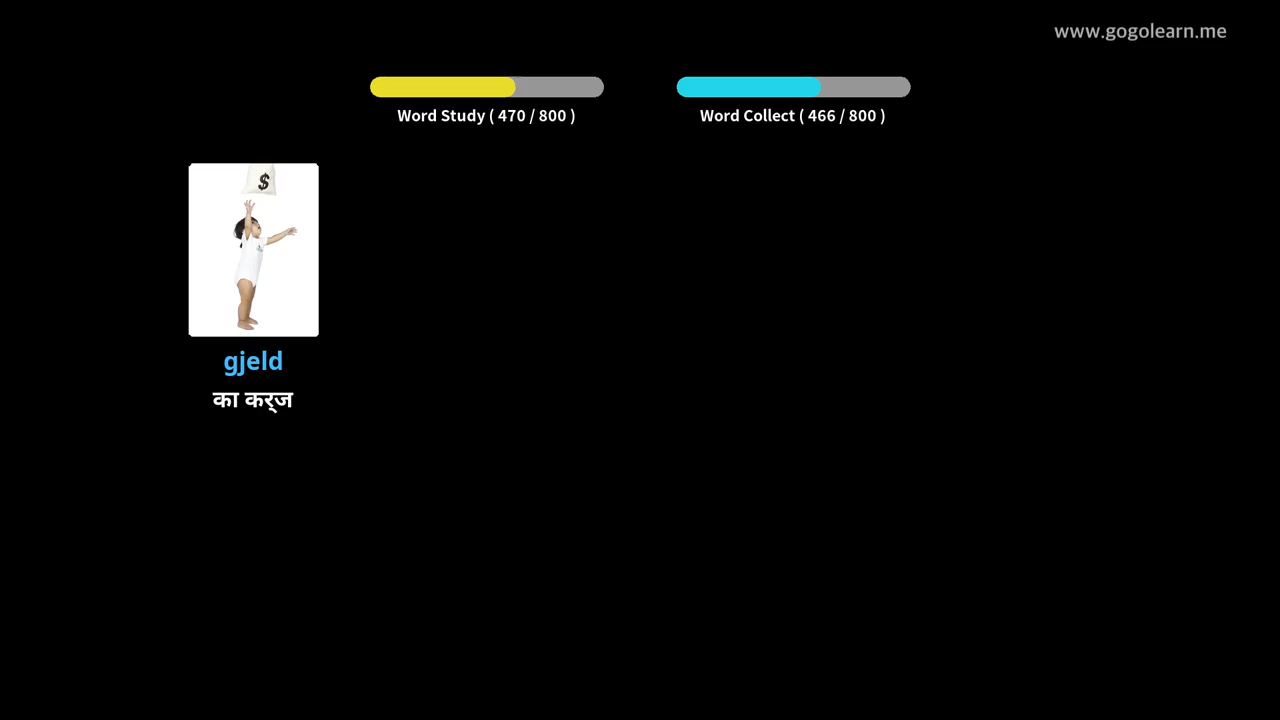 www.gogolearn.me
Word Study ( 470 / 800 )
Word Collect ( 466 / 800 )
$
gjeld
का कर्ज